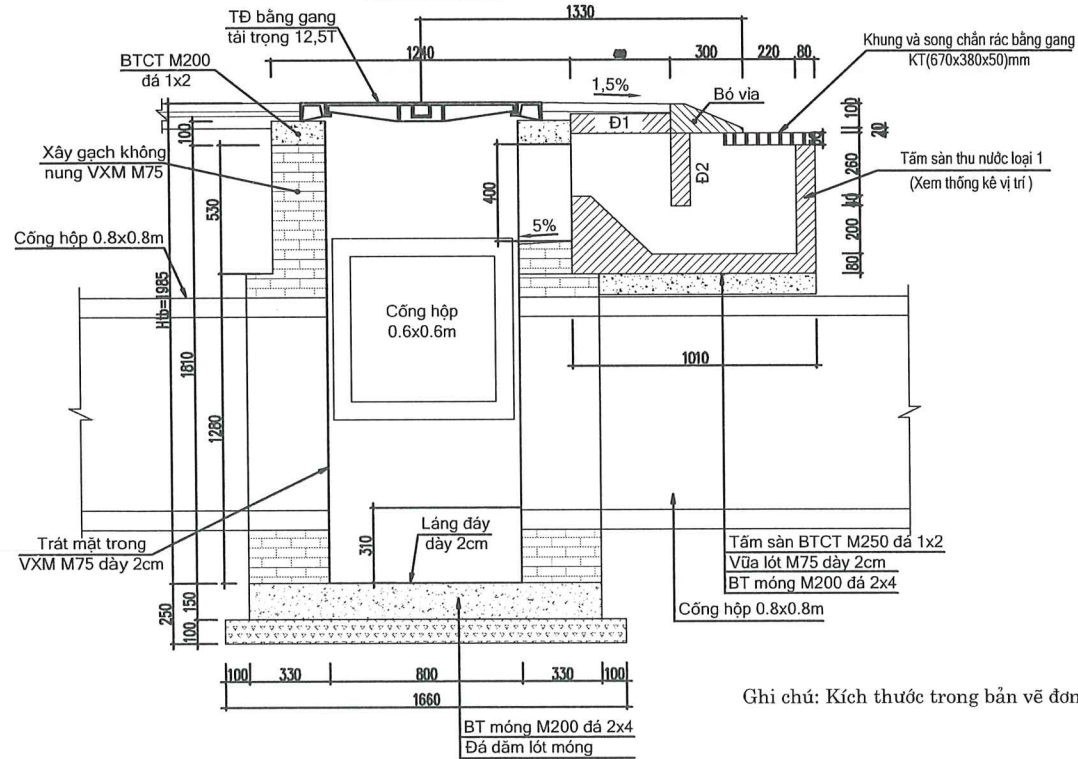 1330
TĐ bằng gang
tải trọng 12,5T
1240
300
220
80
Khung và song chắn rác bằng gang
KT(670x380x50)mm
BTCT M200
đá 1x2
1,5%
Bó vỉa
100
Đ1
20
100
Xây gạch không
nung VXM M75
Đ2
260
Tấm sàn thu nước loại 1
(Xem thống kê vị trí )
530
400
40
5%
200
Cống hộp 0.8x0.8m
80
Htb=1985
Cống hộp
0.6x0.6m
1810
1010
1280
Láng đáy
dày 2cm
310
Trát mặt trong
VXM M75 dày 2cm
Tấm sàn BTCT M250 đá 1x2
Vữa lót M75 dày 2cm
BT móng M200 đá 2x4
Cống hộp 0.8x0.8m
250
150
100
100
330
800
330
100
1660
Ghi chú: Kích thước trong bản vẽ đơn
BT móng M200 đá 2x4
Đá dăm lót móng